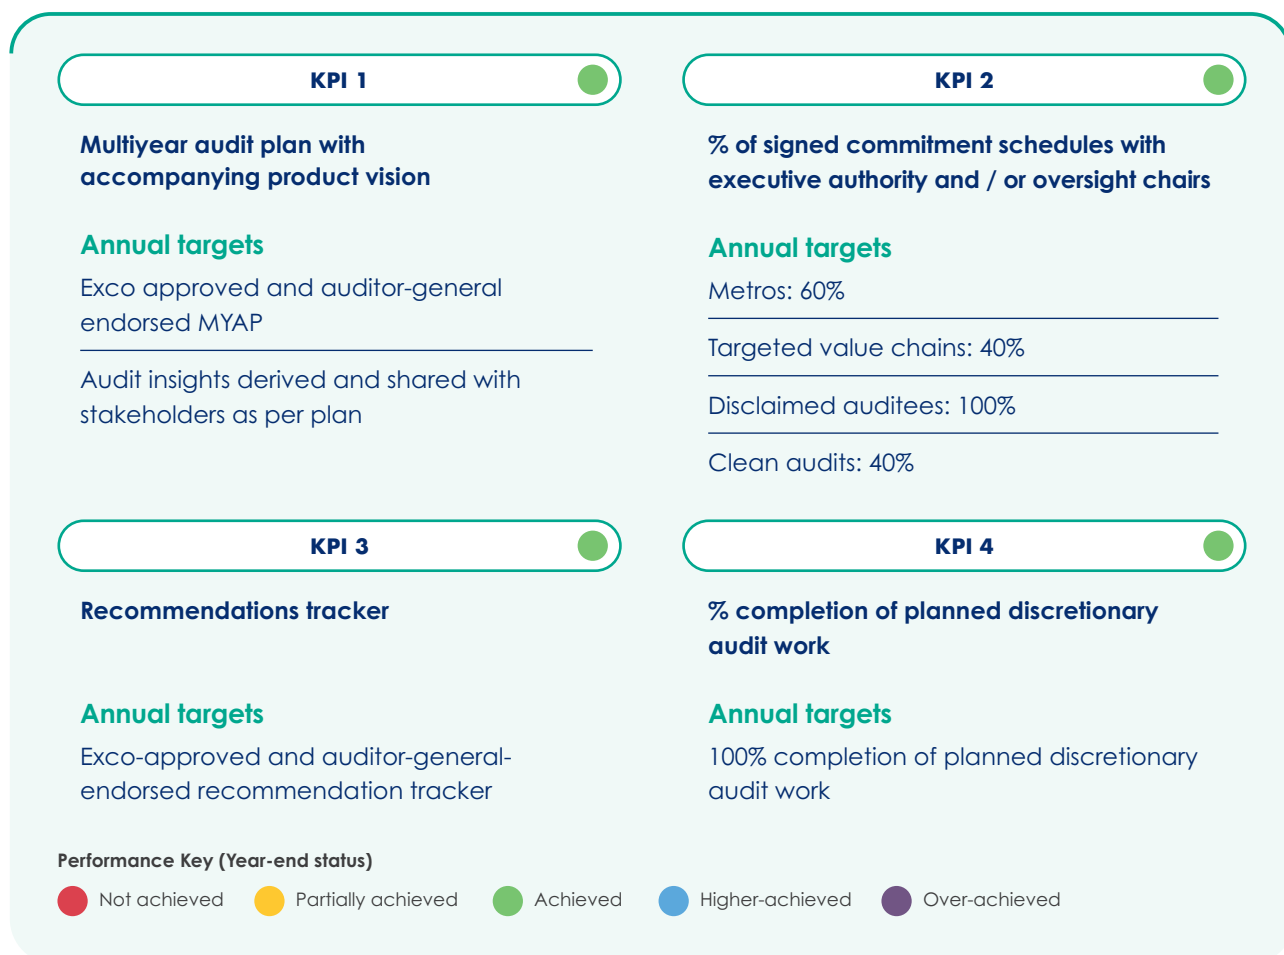 KPI 1
Multiyear audit plan with
accompanying product vision
Annual targets
Exco approved and auditor-general
endorsed MYAP
Audit insights derived and shared with
stakeholders as per plan
KPI 2
% of signed commitment schedules with
executive authority and / or oversight chairs
Annual targets
Metros: 60%
Targeted value chains: 40%
Disclaimed auditees: 100%
Clean audits: 40%
KPI 3
Recommendations tracker
Annual targets
Exco-approved and auditor-general-
endorsed recommendation tracker
KPI 4
% completion of planned discretionary
audit work
Annual targets
100% completion of planned discretionary
audit work
Performance Key (Year-end status)
Not achieved
Partially achieved
Achieved
Higher-achieved
Over-achieved